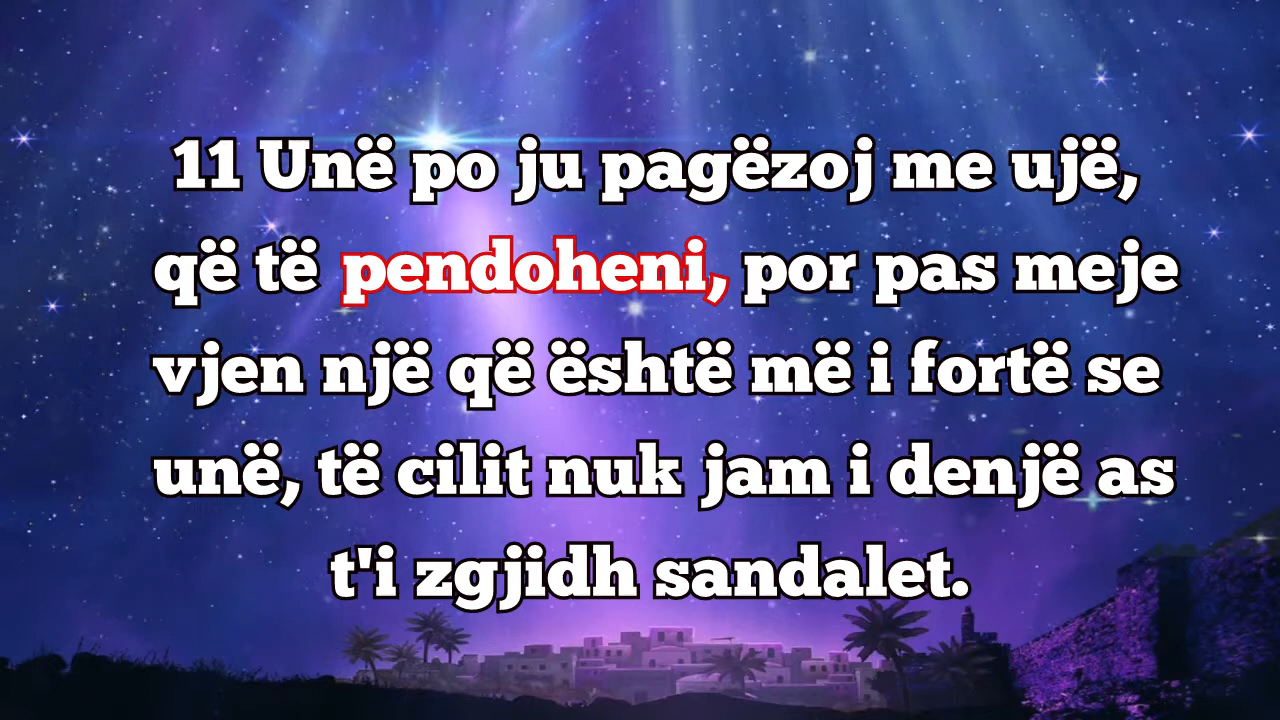 11 Unë po ju pagëzoj me ujë,
që të pendoheni, por pas meje
vjen një që është më i fortë se
unë, të cilit nuk jam i denjë as
t'i zgjidh sandalet.